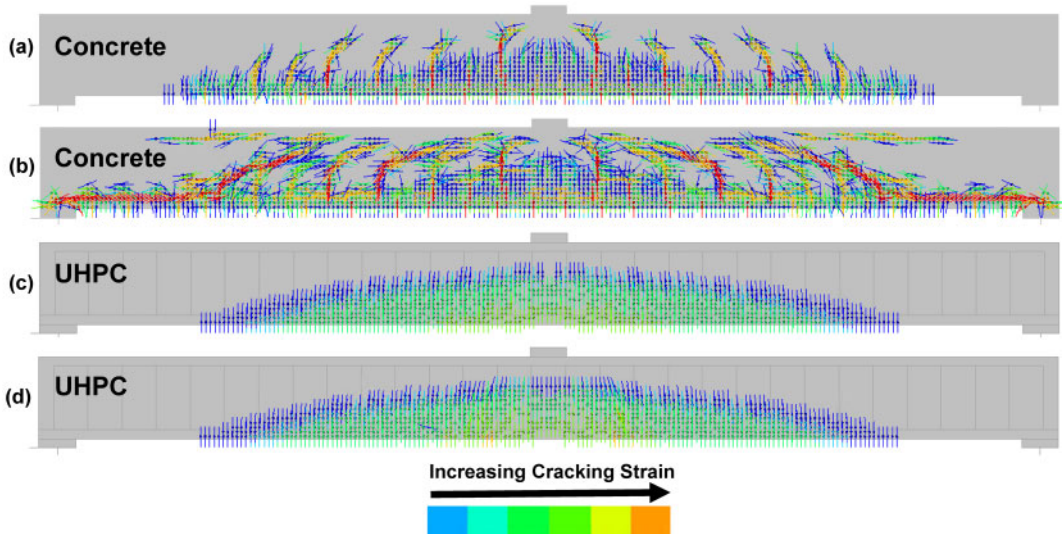 (a) Concrete
(b) Concrete
(c) UHPC
(d) UHPC
Increasing Cracking Strain